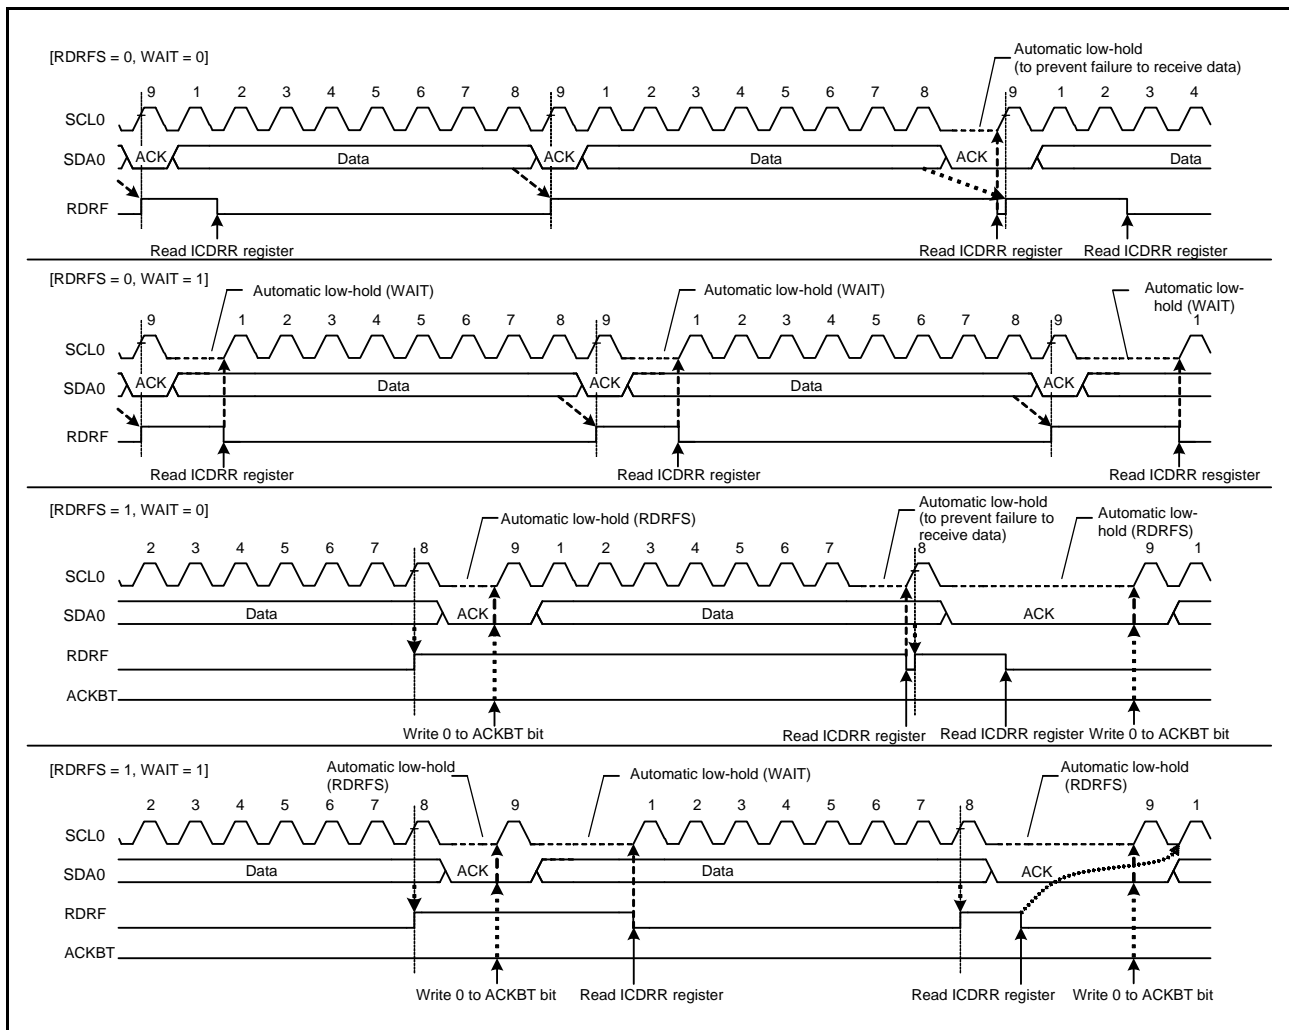 [RDRFS = 0, WAIT = 0]
Automatic low-hold
(to prevent failure to receive data)
9 1 2 3 4 5 6 7 8 9 1 2 3 4 5 6 7 8 9 1 2 3 4
SCL0
SDA0 ACK Data ACK Data ACK Data
RDRF
Read ICDRR register Read ICDRR register Read ICDRR register
[RDRFS = 0, WAIT = 1]
Automatic low-hold (WAIT) Automatic low-hold (WAIT) Automatic low-
hold (WAIT)
9 1 2 3 4 5 6 7 8 9 1 2 3 4 5 6 7 8 9 1
SCL0
SDA0 ACK Data ACK Data ACK
RDRF
Read ICDRR register Read ICDRR register Read ICDRR resgister
[RDRFS = 1, WAIT = 0]
Automatic low-hold (RDRFS)
Automatic low-hold
(to prevent failure to
receive data)
Automatic low-
hold (RDRFS)
2 3 4 5 6 7 8 9 1 2 3 4 5 6 7 8 9 1
SCL0
SDA0 Data ACK Data ACK
RDRF
ACKBT
Write 0 to ACKBT bit Read ICDRR register Read ICDRR register Write 0 to ACKBT bit
[RDRFS = 1, WAIT = 1]
Automatic low-hold
(RDRFS)
Automatic low-hold (WAIT)
Automatic low-hold
(RDRFS)
2 3 4 5 6 7 8 9 1 2 3 4 5 6 7 8 9 1
SCL0
SDA0 Data ACK Data ACK
RDRF
ACKBT
Write 0 to ACKBT bit Read ICDRR register Read ICDRR register Write 0 to ACKBT bit